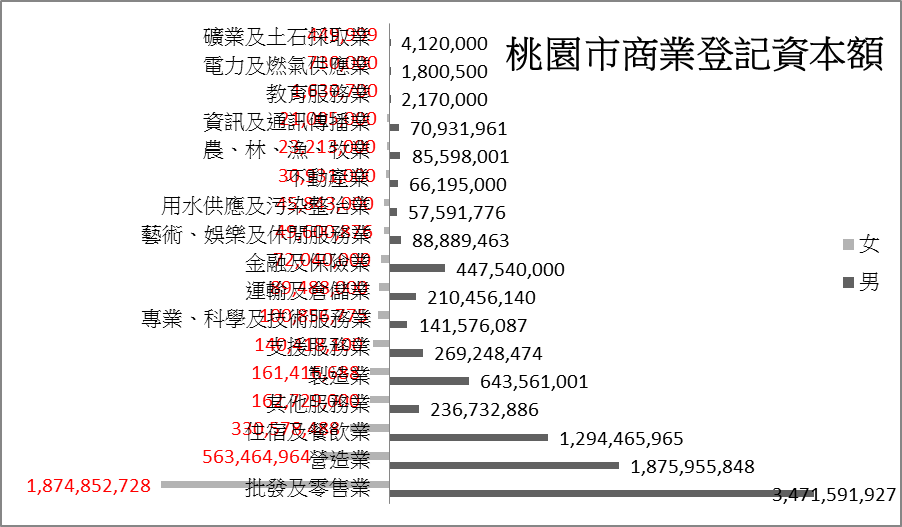 桃園市商業登記資本額
礦業及土石採取業 4,120,000
電力及燃氣供應業 1,800,500
教育服務業 2,170,000
資訊及通訊傳播業 70,931,961
農、林、漁、牧業 85,598,001
不動產業 66,195,000
用水供應及污染整治業 57,591,776
藝術、娛樂及休閒服務業 88,889,463
金融及保險業 72,040,000 447,540,000
運輸及倉儲業 210,456,140
專業、科學及技術服務業 141,576,087
支援服務業 269,248,474
161,415,688 製造業 643,561,001
其他服務業 236,732,886
住宿及餐飲業 1,294,465,965
563,464,964 營造業 1,875,955,848
1,874,852,728 批發及零售業 3,471,591,927
女
男